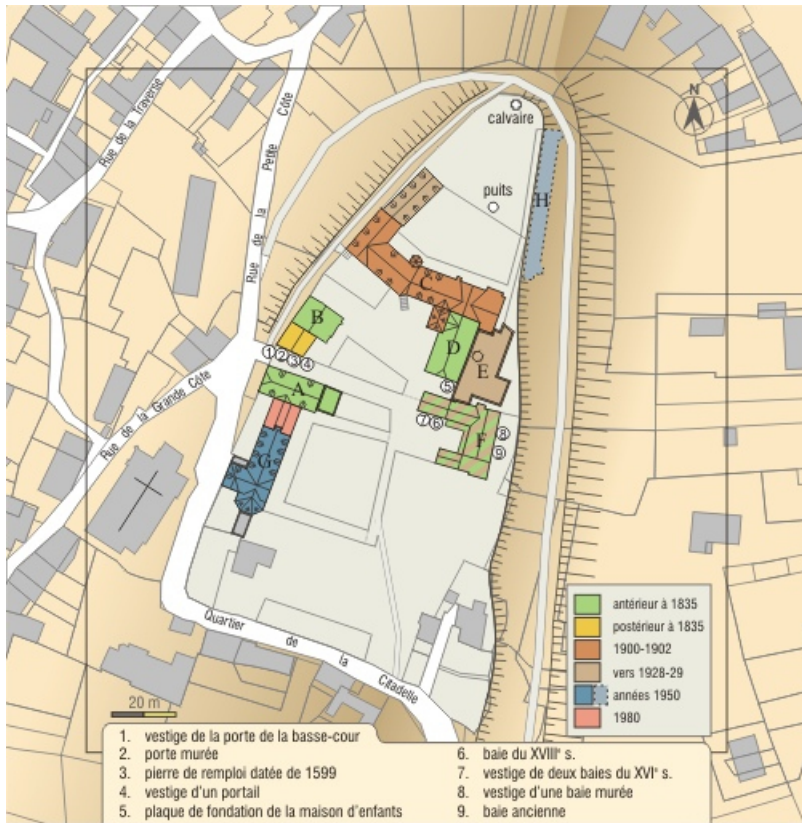 N
calvaire
puits
H
Rue de la Traverse
Rue de la Petite Côte
C
B
D
E
1 2 3 4
5
A
7 6
8
F
9
G
Rue de la Grande Côte
Quartier de la Citadelle
20 m
antérieur à 1835
postérieur à 1835
1900-1902
vers 1928-29
années 1950
1980
1. vestige de la porte de la basse-cour
2. porte murée
3. pierre de remploi datée de 1599
4. vestige d'un portail
5. plaque de fondation de la maison d'enfants
6. baie du XVIIIᵉ s.
7. vestige de deux baies du XVIᵉ s.
8. vestige d'une baie murée
9. baie ancienne